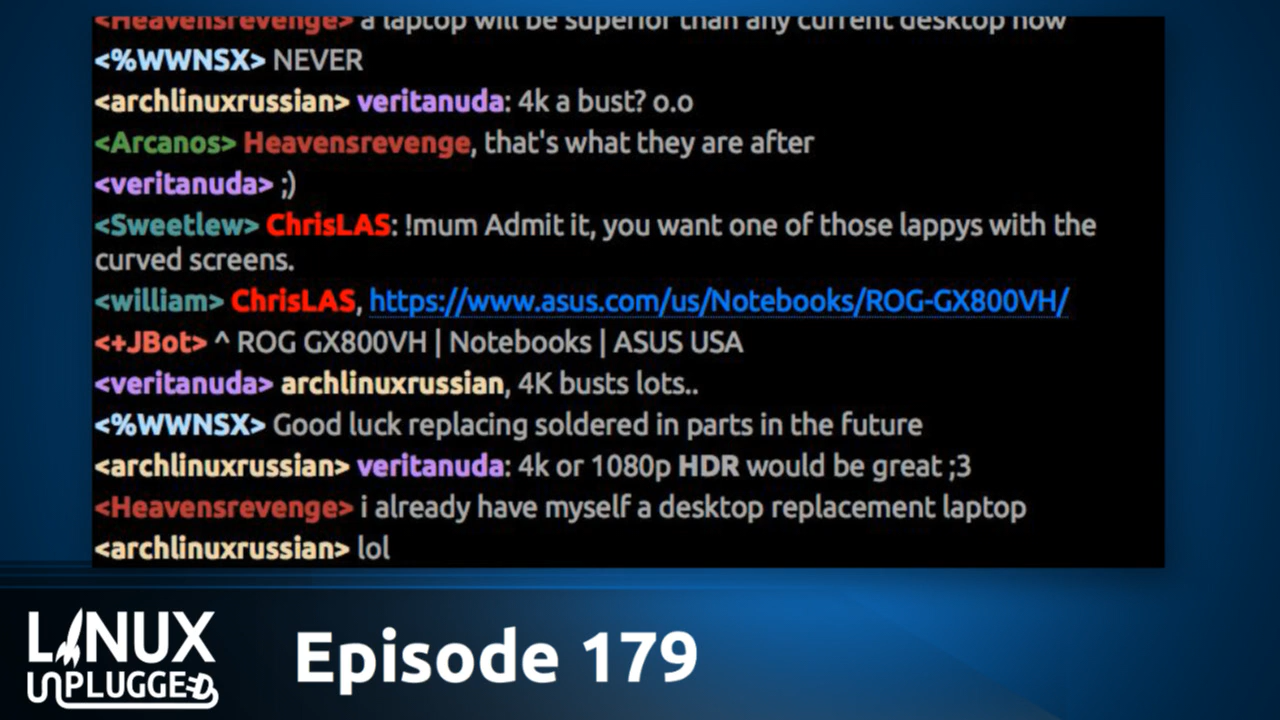 <Heavensrevenge> a laptop will be superior than any current desktop now
<%WWNSX> NEVER
<archlinuxrussian> veritanuda: 4k a bust? o.o
<Arcanos> Heavensrevenge, that's what they are after
<veritanuda> ;)
<Sweetlew> ChrisLAS: !mum Admit it, you want one of those lappys with the
curved screens.
<william> ChrisLAS, https://www.asus.com/us/Notebooks/ROG-GX800VH/
<+JBot> ^ ROG GX800VH | Notebooks | ASUS USA
<veritanuda> archlinuxrussian, 4K busts lots..
<%WWNSX> Good luck replacing soldered in parts in the future
<archlinuxrussian> veritanuda: 4k or 1080p HDR would be great ;3
<Heavensrevenge> i already have myself a desktop replacement laptop
<archlinuxrussian> lol
LINUX
UNPLUGGED
Episode 179